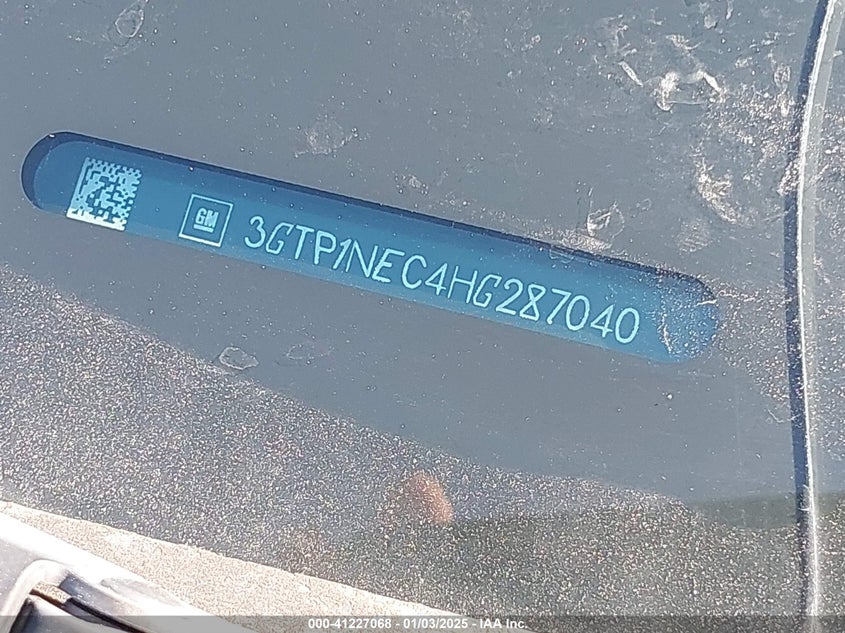 GM 3GTP1NEC4HG287040
000-41227068 - 01/03/2025 - IAA Inc.